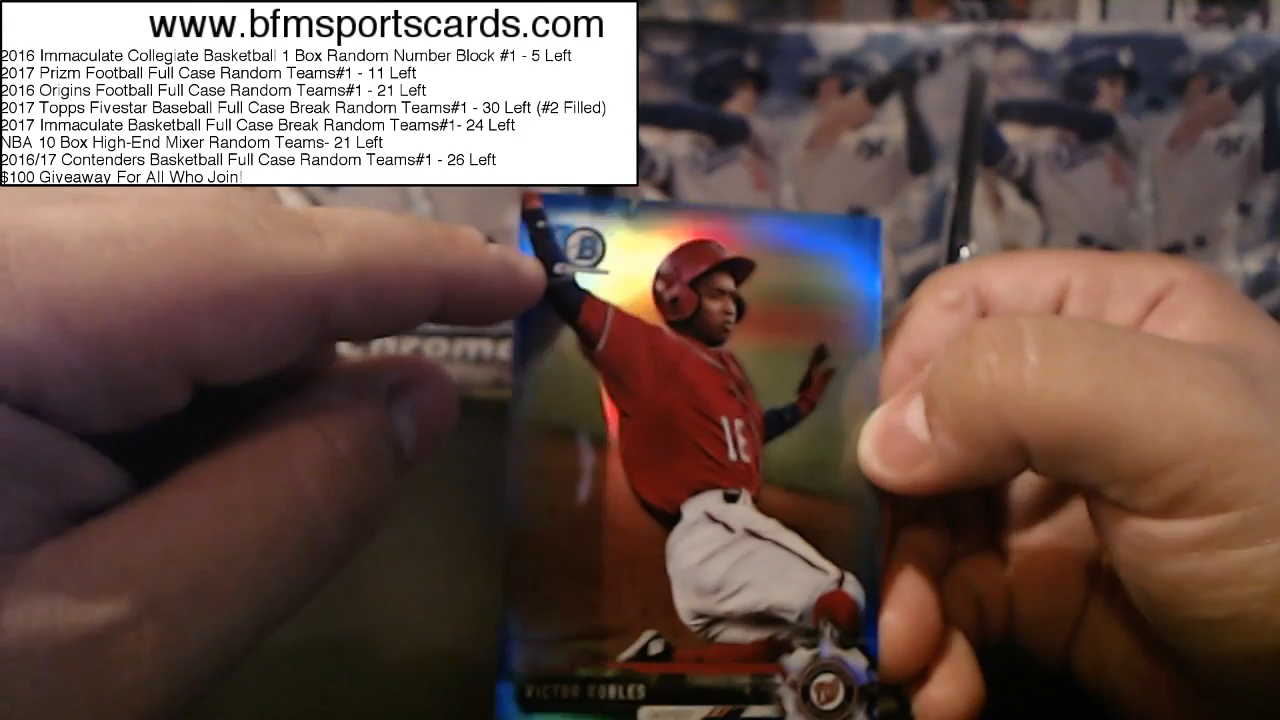 www.bfmsportscards.com
2016 Immaculate Collegiate Basketball 1 Box Random Number Block #1 - 5 Left
2017 Prizm Football Full Case Random Teams#1 - 11 Left
2016 Origins Football Full Case Random Teams#1 - 21 Left
2017 Topps Fivestar Baseball Full Case Break Random Teams#1 - 30 Left (#2 Filled)
2017 Immaculate Basketball Full Case Break Random Teams#1- 24 Left
NBA 10 Box High-End Mixer Random Teams- 21 Left
2016/17 Contenders Basketball Full Case Random Teams#1 - 26 Left
$100 Giveaway For All Who Join!
B
Chrome
16
VICTOR ROBLES
W